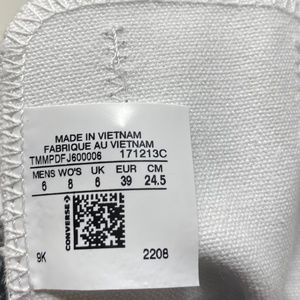 MADE IN VIETNAM
FABRIQUE AU VIETNAM
TMMPDFJ600006 171213C
MENS WO'S UK EUR CM
6 8 6 39 24.5
CONVERSE
9K 2208